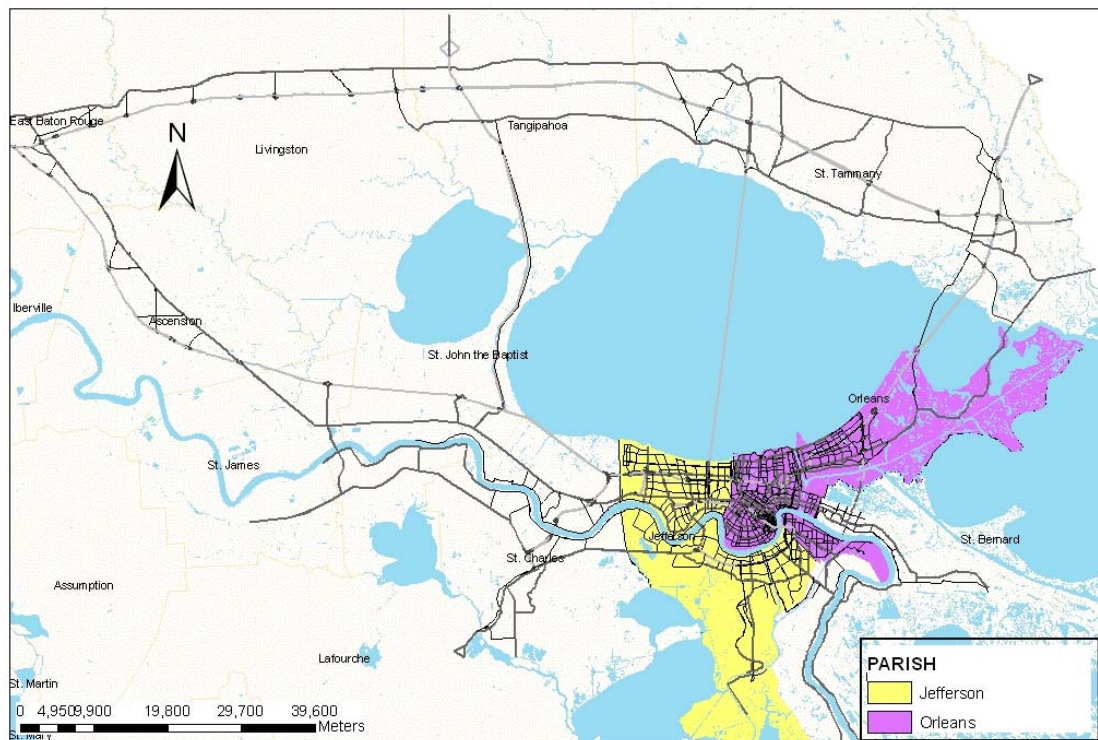 East Baton Rouge
N
Tangipahoa
Livingston
St. Tammany
Iberville
Ascension
St. John the Baptist
Orleans
St. James
Jefferson
St. Bernard
St. Charles
Assumption
Lafourche
St. Martin
St. Mary
0 4,950 9,900 19,800 29,700 39,600
Meters
PARISH
Jefferson
Orleans